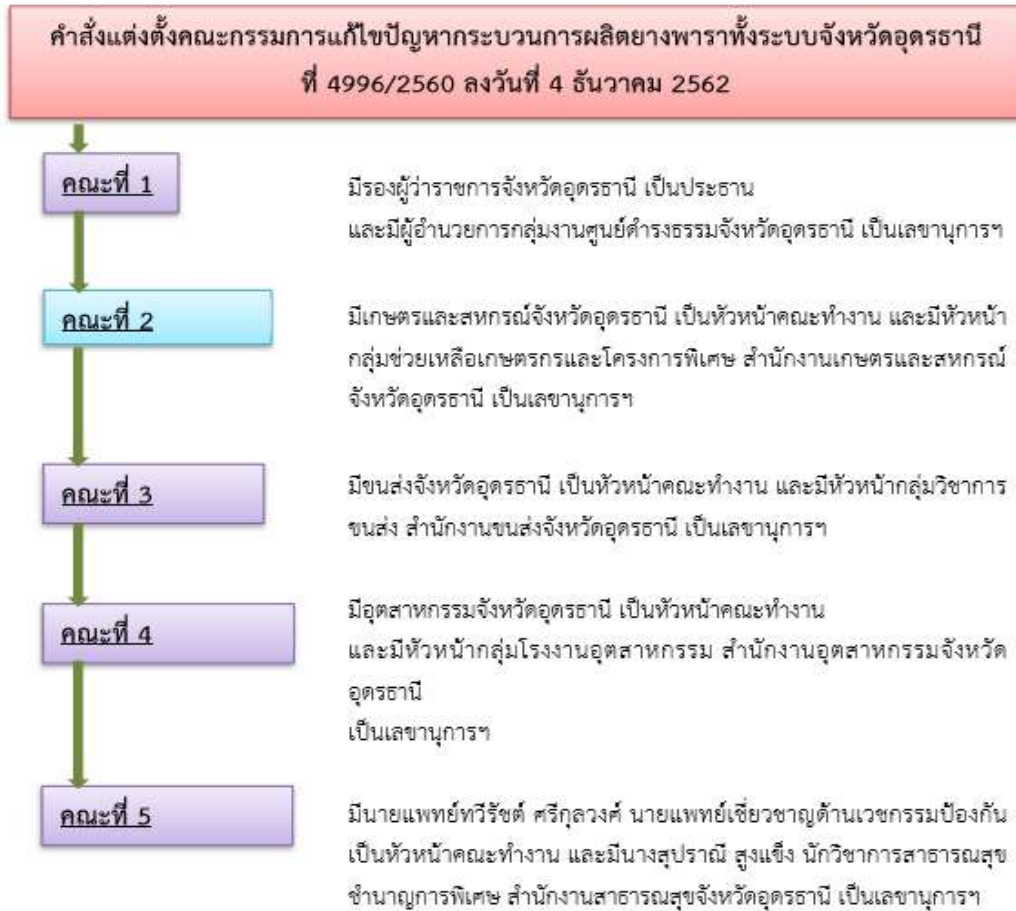 คำสั่งแต่งตั้งคณะกรรมการแก้ไขปัญหากระบวนการผลิตยางพาราทั้งระบบจังหวัดอุดรธานี
ที่ 4996/2560 ลงวันที่ 4 ธันวาคม 2562
คณะที่ 1
มีรองผู้ว่าราชการจังหวัดอุดรธานี เป็นประธาน
และมีผู้อำนวยการกลุ่มงานศูนย์ดำรงธรรมจังหวัดอุดรธานี เป็นเลขานุการฯ
คณะที่ 2
มีเกษตรและสหกรณ์จังหวัดอุดรธานี เป็นหัวหน้าคณะทำงาน และมีหัวหน้า
กลุ่มช่วยเหลือเกษตรกรและโครงการพิเศษ สำนักงานเกษตรและสหกรณ์
จังหวัดอุดรธานี เป็นเลขานุการฯ
คณะที่ 3
มีขนส่งจังหวัดอุดรธานี เป็นหัวหน้าคณะทำงาน และมีหัวหน้ากลุ่มวิชาการ
ขนส่ง สำนักงานขนส่งจังหวัดอุดรธานี เป็นเลขานุการฯ
คณะที่ 4
มีอุตสาหกรรมจังหวัดอุดรธานี เป็นหัวหน้าคณะทำงาน
และมีหัวหน้ากลุ่มโรงงานอุตสาหกรรม สำนักงานอุตสาหกรรมจังหวัด
อุดรธานี
เป็นเลขานุการฯ
คณะที่ 5
มีนายแพทย์ทวีรัชต์ ศรีกุลวงศ์ นายแพทย์เชี่ยวชาญด้านเวชกรรมป้องกัน
เป็นหัวหน้าคณะทำงาน และมีนางสุปราณี สูงแข็ง นักวิชาการสาธารณสุข
ชำนาญการพิเศษ สำนักงานสาธารณสุขจังหวัดอุดรธานี เป็นเลขานุการฯ